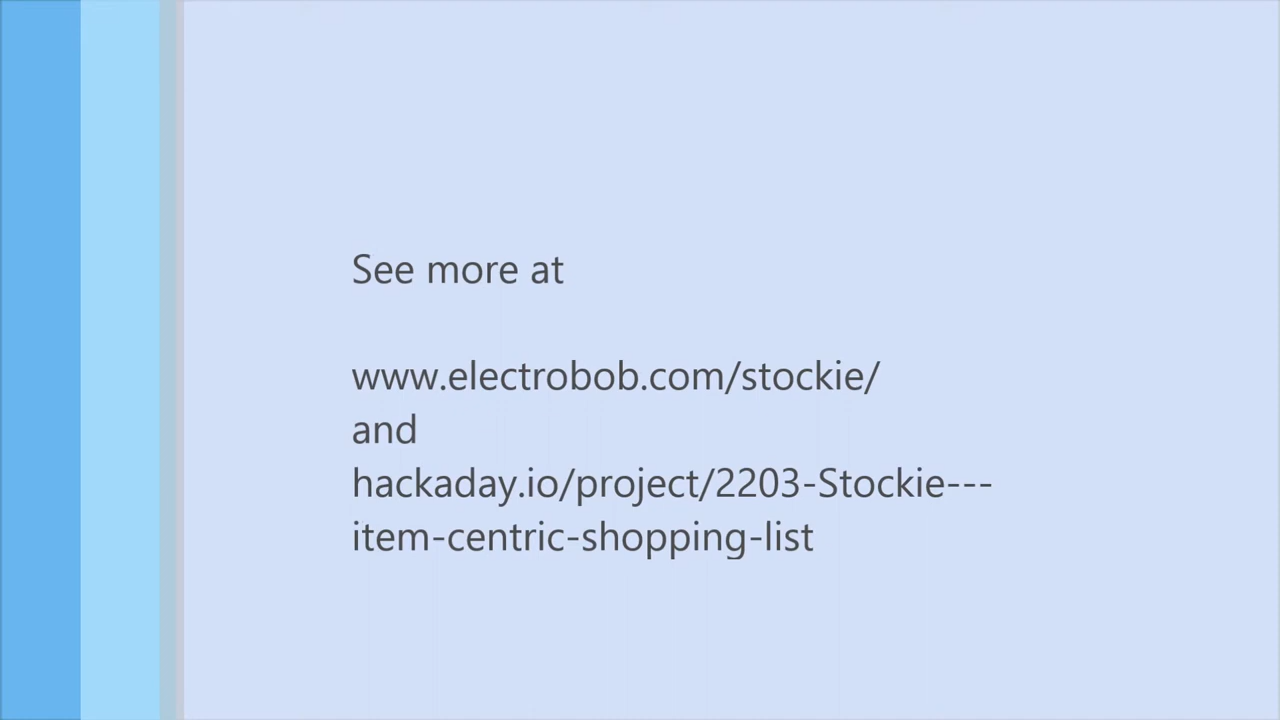 See more at
www.electrobob.com/stockie/
and
hackaday.io/project/2203-Stockie---
item-centric-shopping-list